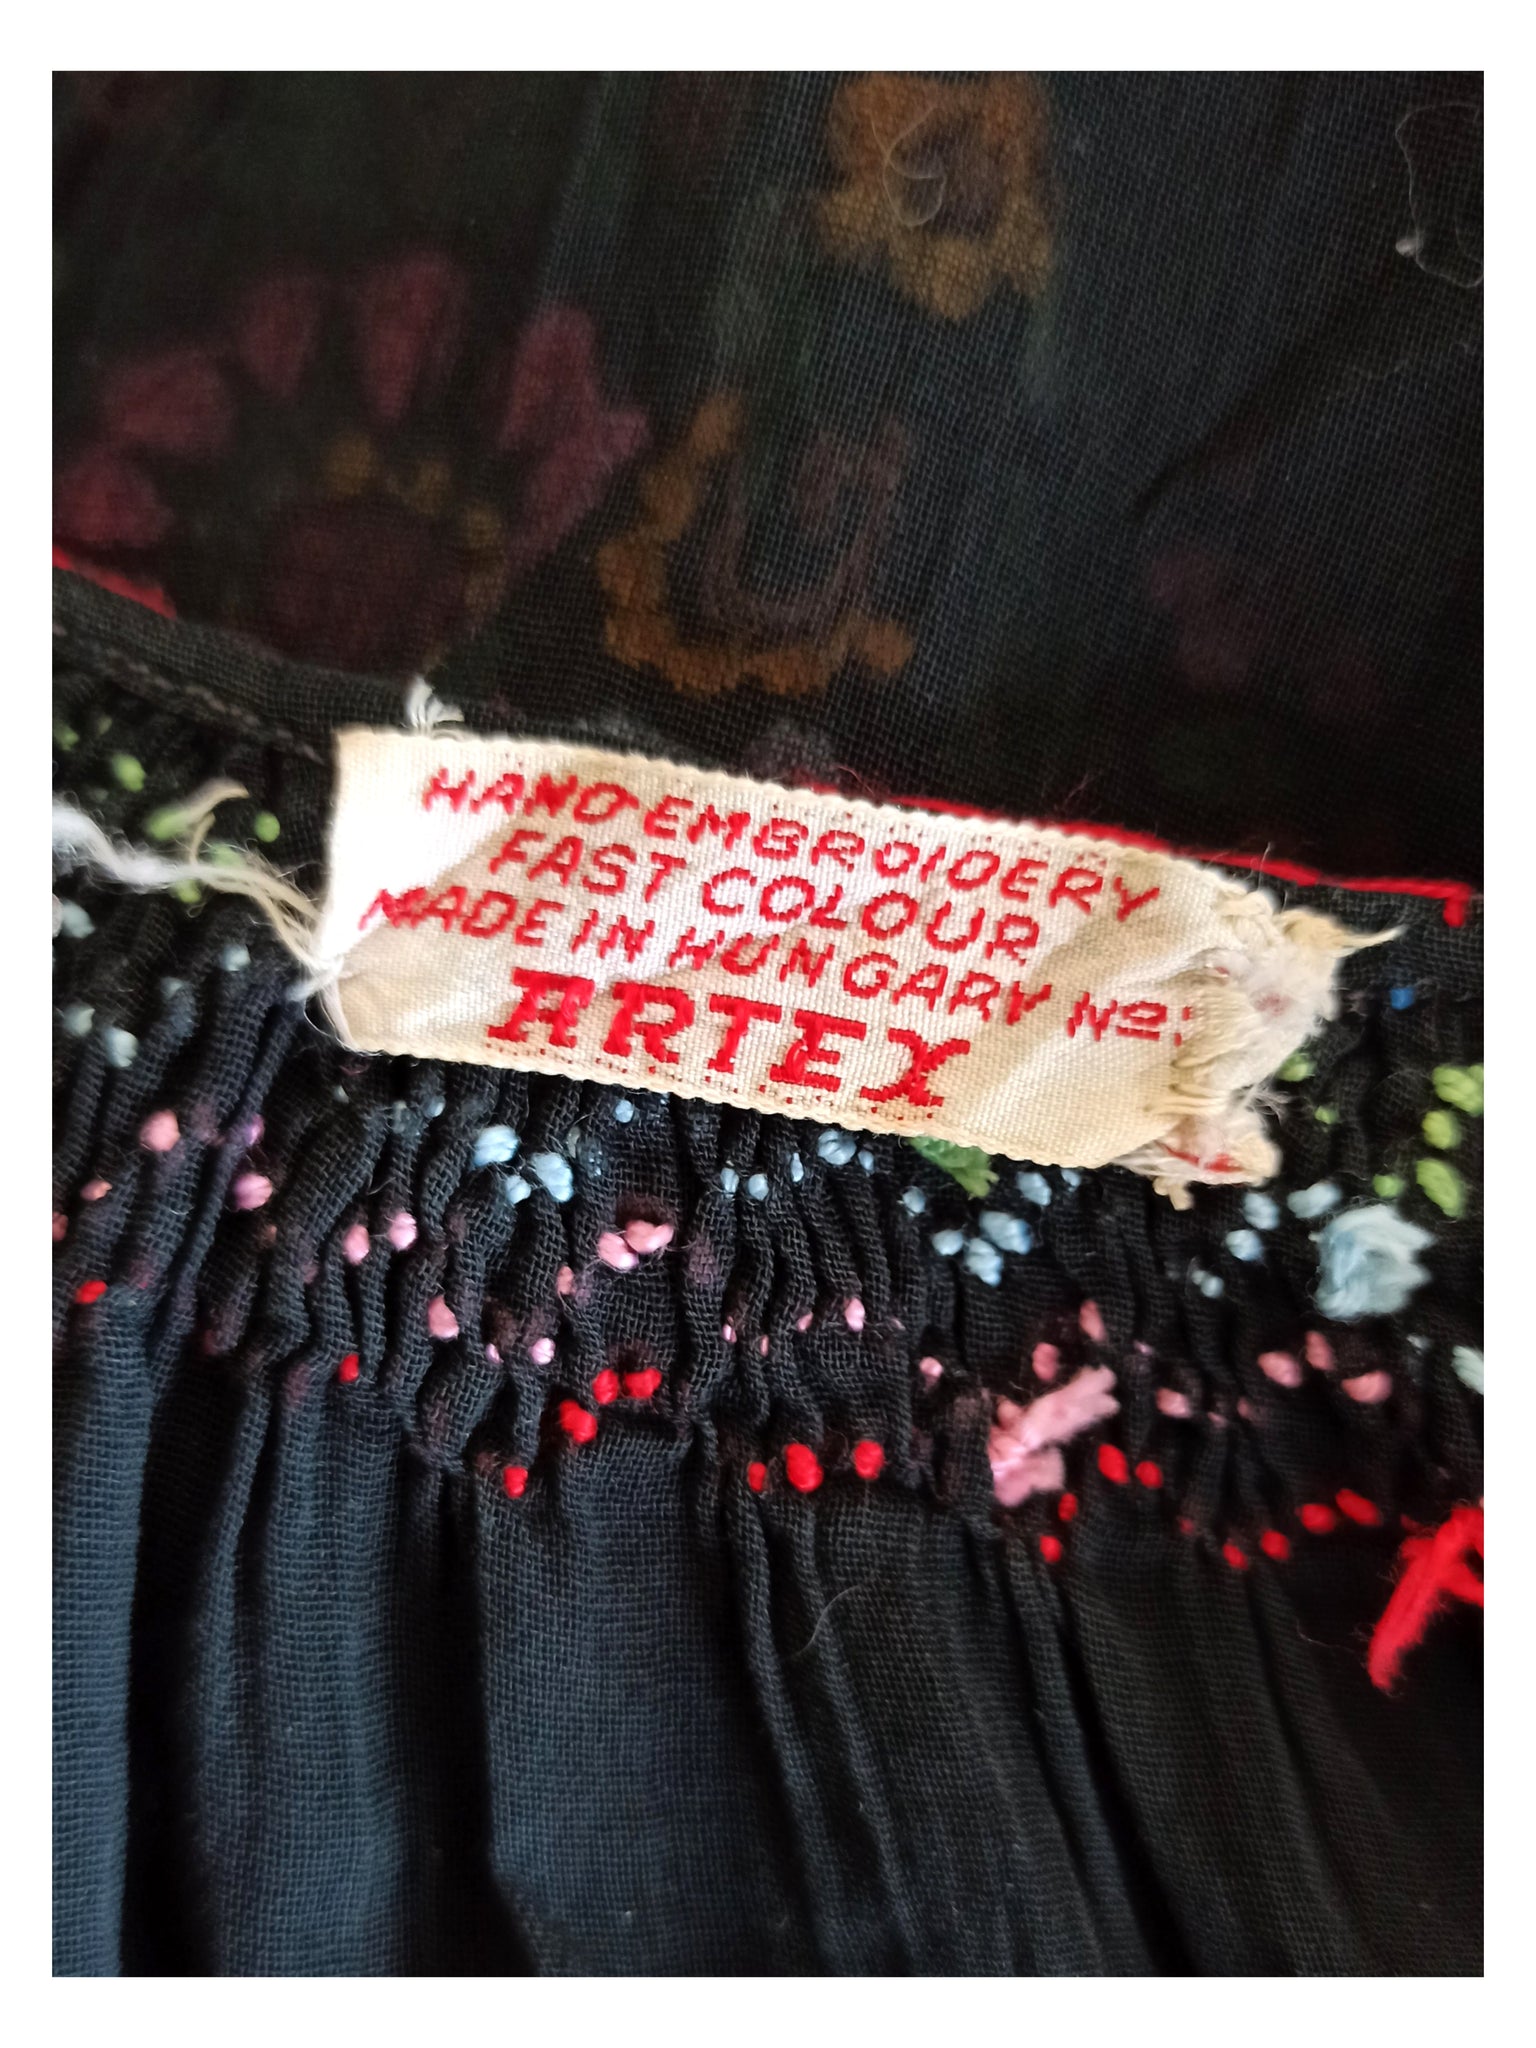 HAND EMBROIDERY
FAST COLOUR
MADE IN HUNGARY No:
ARTEX